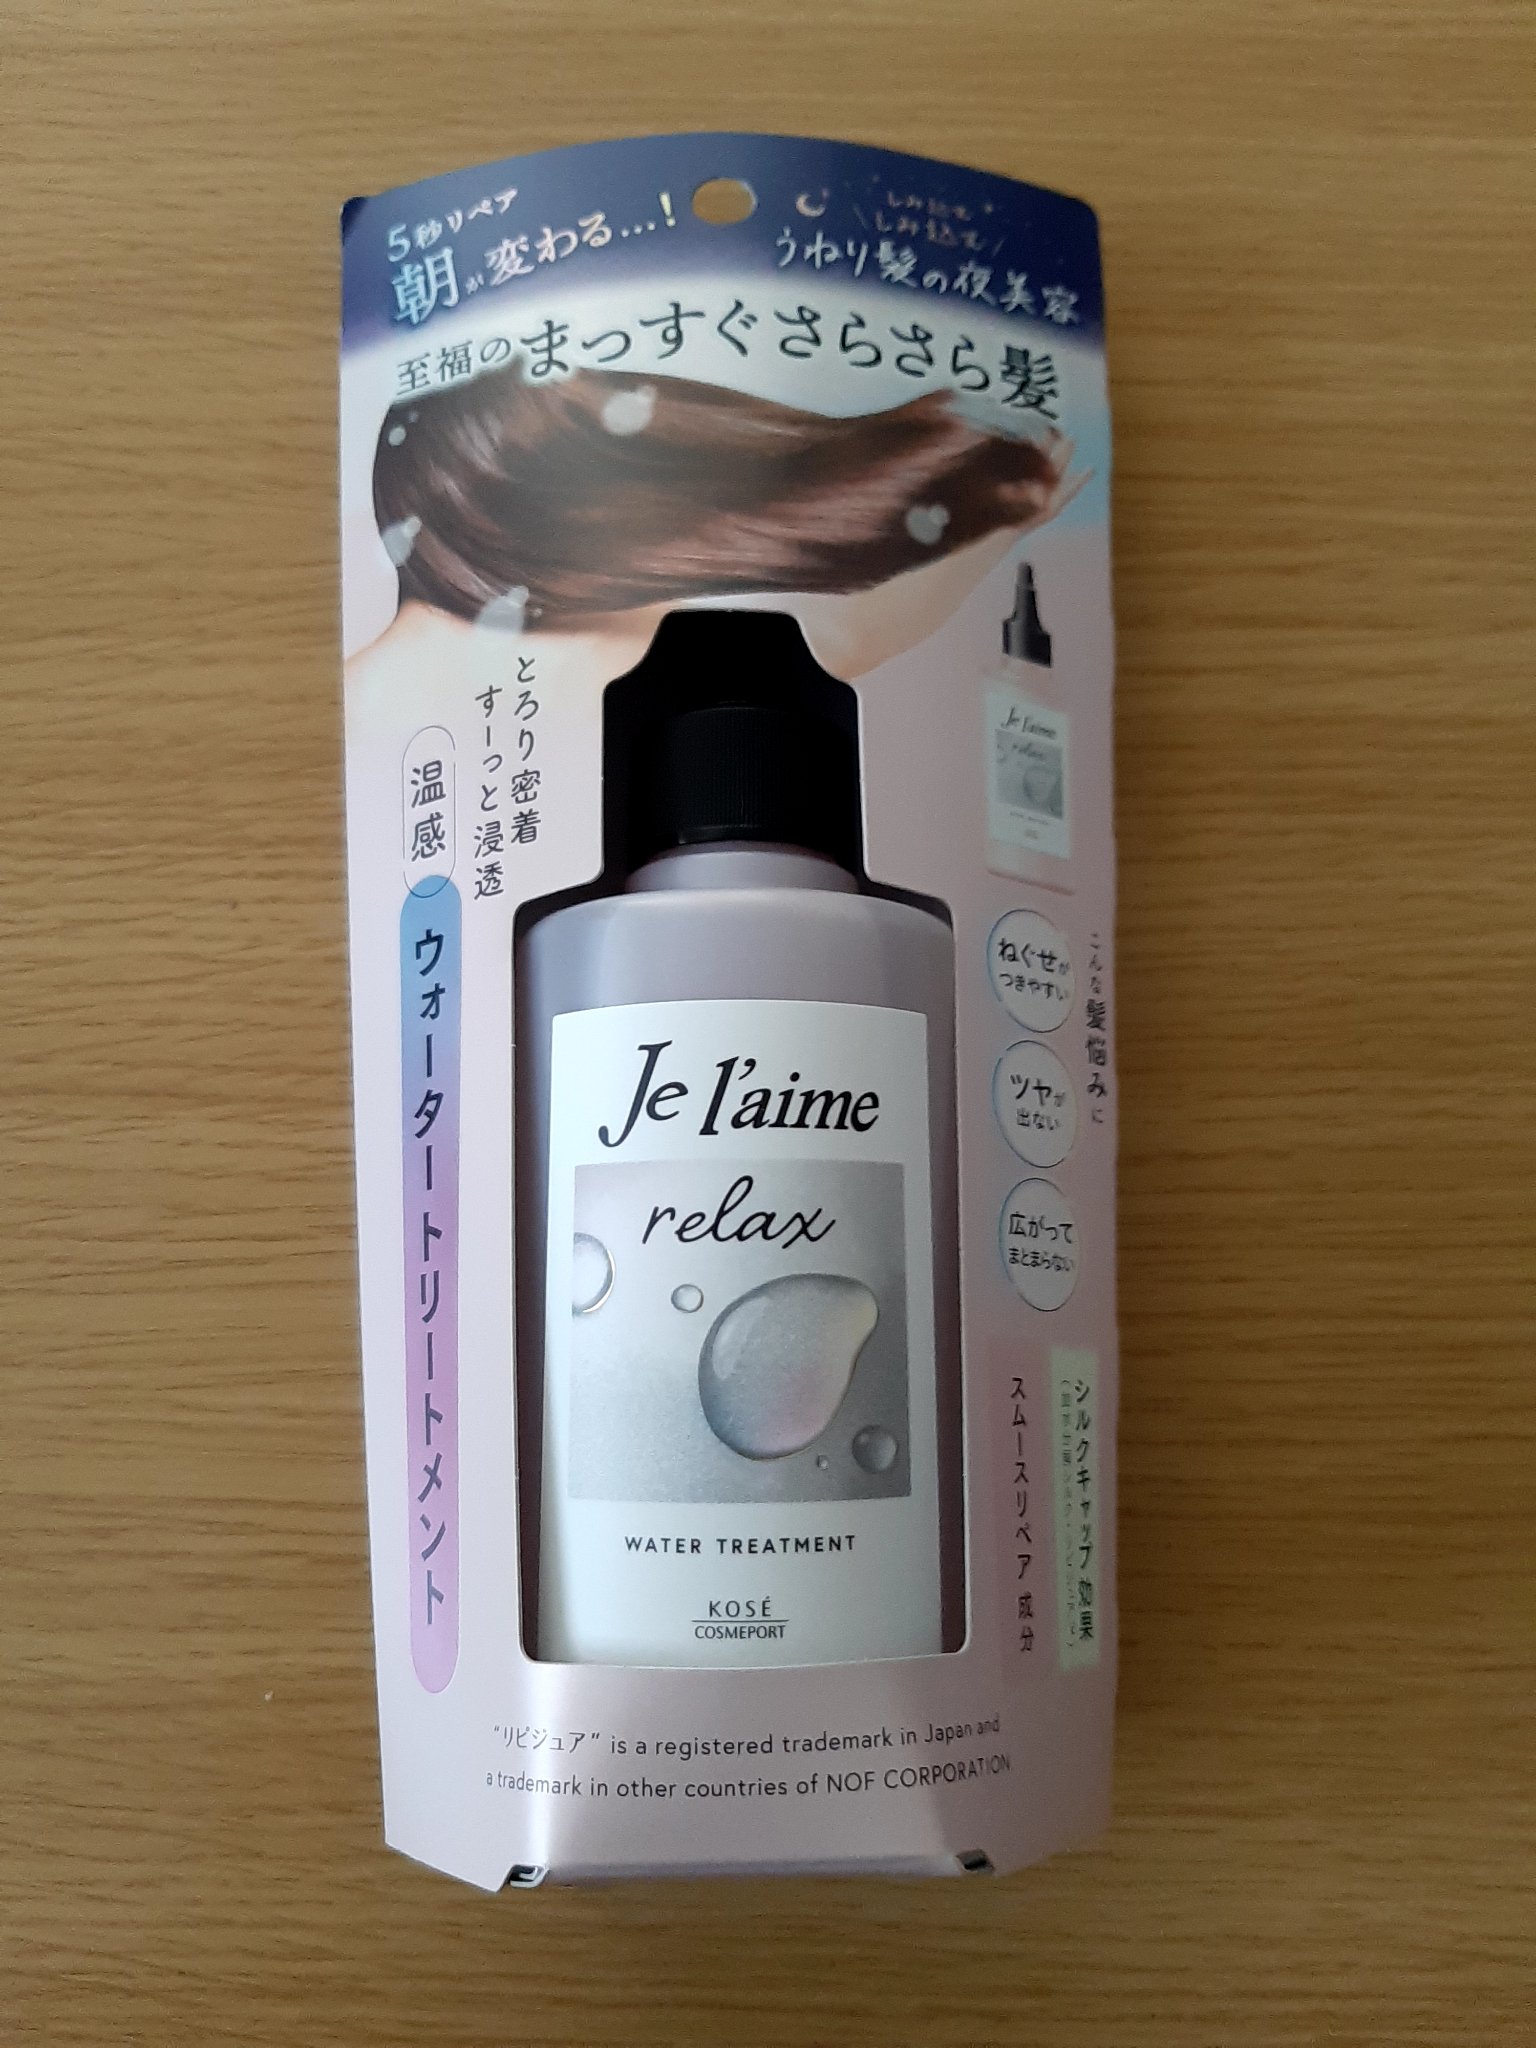 5秒リペア
朝が変わる…!
しみ込む
しみ込む
うねり髪の夜美容
至福のまっすぐさらさら髪
とろり密着
すーっと浸透
温感
ウォータートリートメント
Je l'aime
relax
こんな髪悩みに
ねぐせが
つきやすい
ツヤが
出ない
広がって
まとまらない
シルクキャップ効果
スムースリペア成分
Je l'aime
relax
WATER TREATMENT
KOSÉ
COSMEPORT
"リピジュア" is a registered trademark in Japan and
a trademark in other countries of NOF CORPORATION